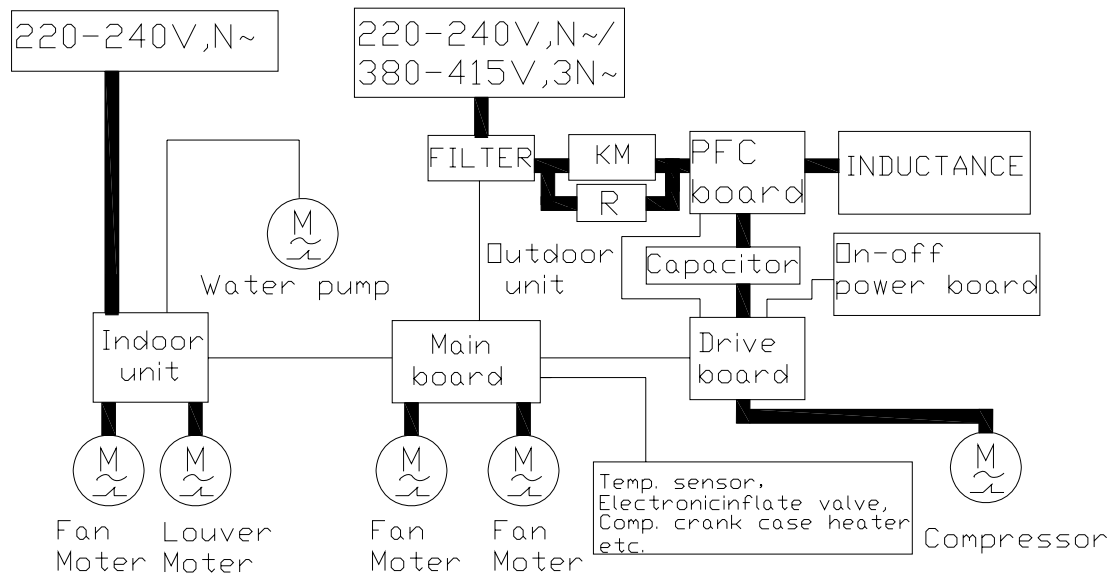 220-240V,N~
220-240V,N~/
380-415V,3N~
FILTER
KM
R
PFC
board
INDUCTANCE
M
Water pump
Outdoor
unit
Capacitor
On-off
power board
Indoor
unit
Main
board
Drive
board
M
M
M
M
M
Fan
Moter
Louver
Moter
Fan
Moter
Fan
Moter
Temp. sensor,
Electronicinflate valve,
Comp. crank case heater
etc.
Compressor